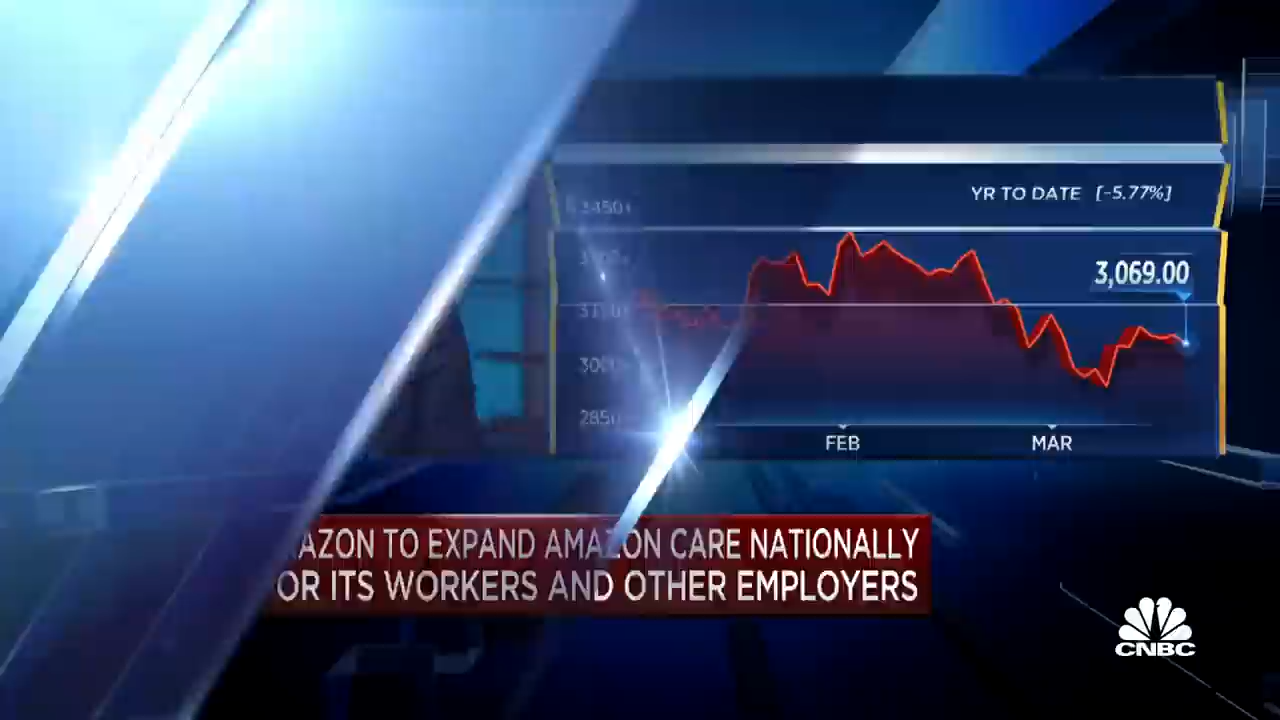 YR TO DATE [-5.77%]
3450
3,069.00
3000
2850
FEB MAR
AZON TO EXPAND AMAZON CARE NATIONALLY
OR ITS WORKERS AND OTHER EMPLOYERS
CNBC